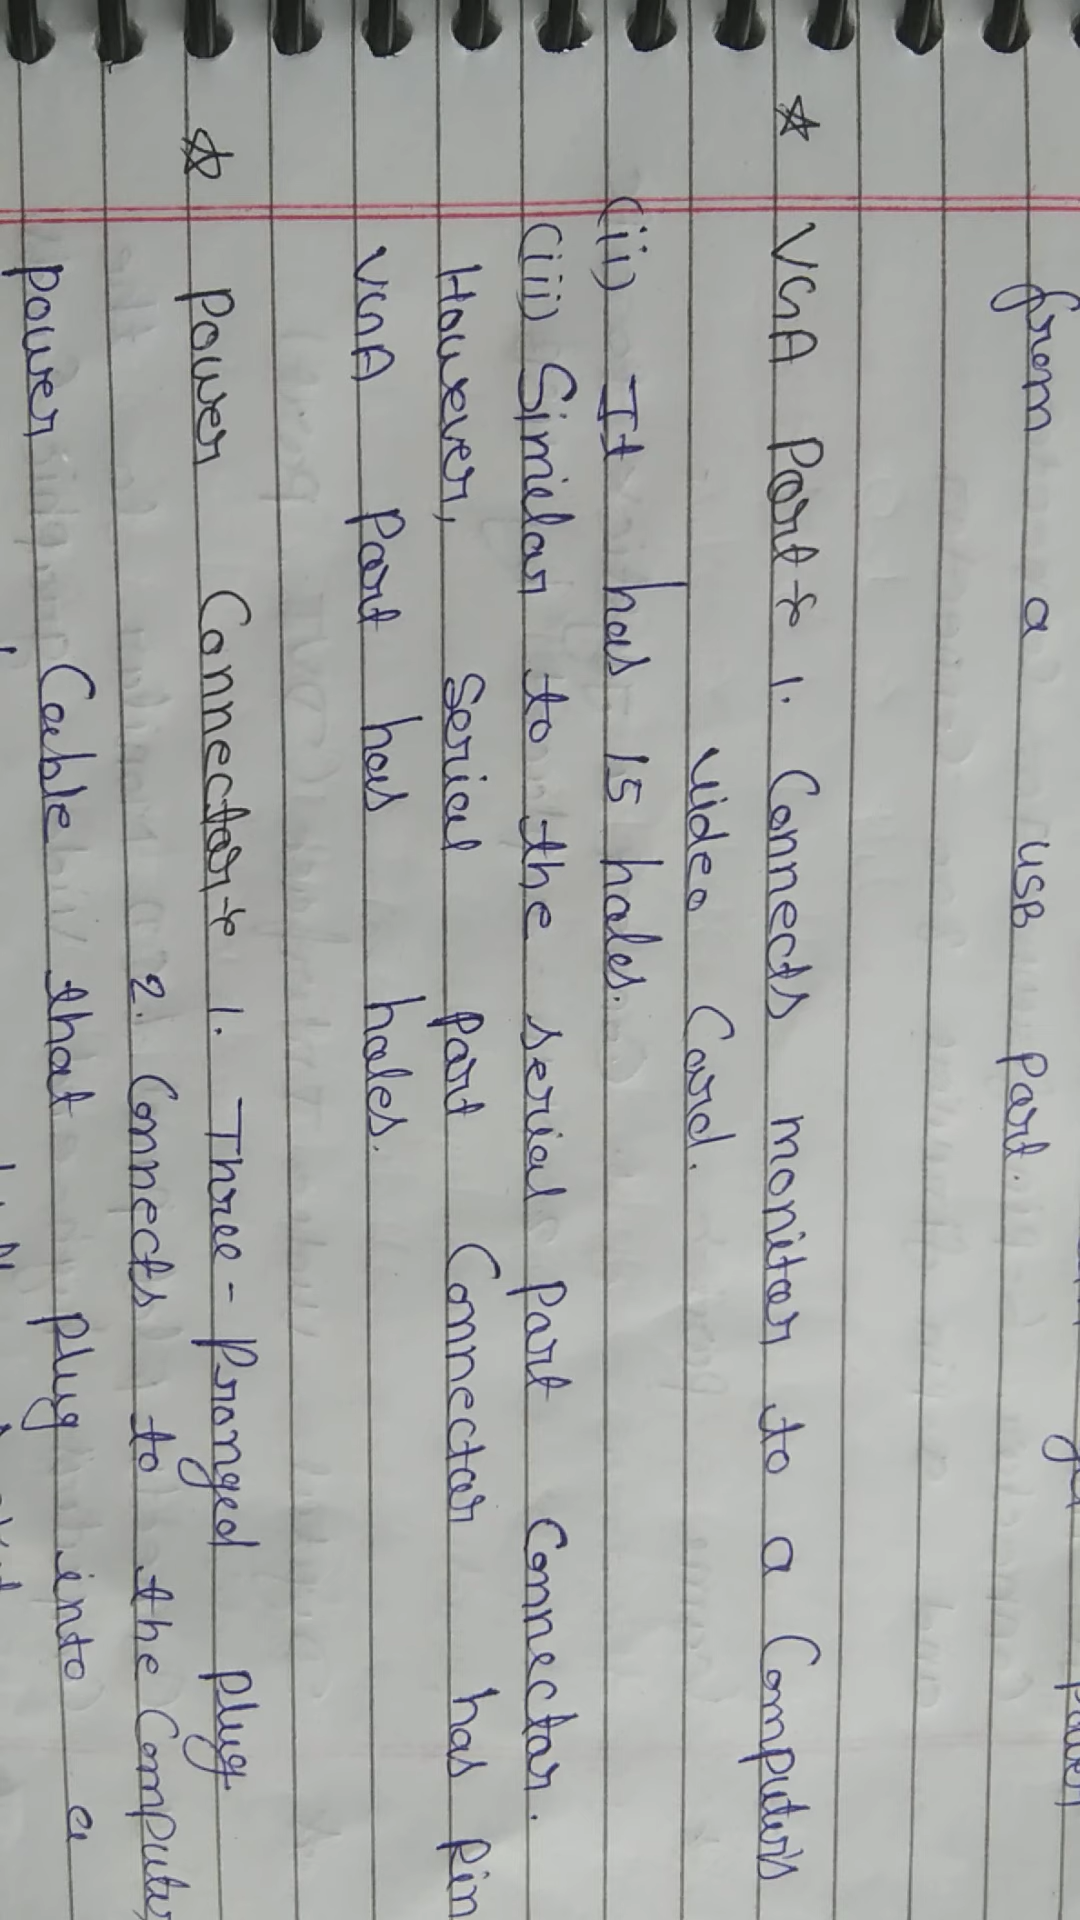 from a USB Port.
☆ VGA Port :- 1. Connects monitor to a Computer's
video Card.
(ii) It has 15 holes.
(iii) Similar to the serial Port Connector.
However, Serial Port Connector has Pin
VGA Port has holes.
☆ Power Connector :- 1. Three-Pronged Plug
2. Connects to the Computer
Power Cable that Plug into a